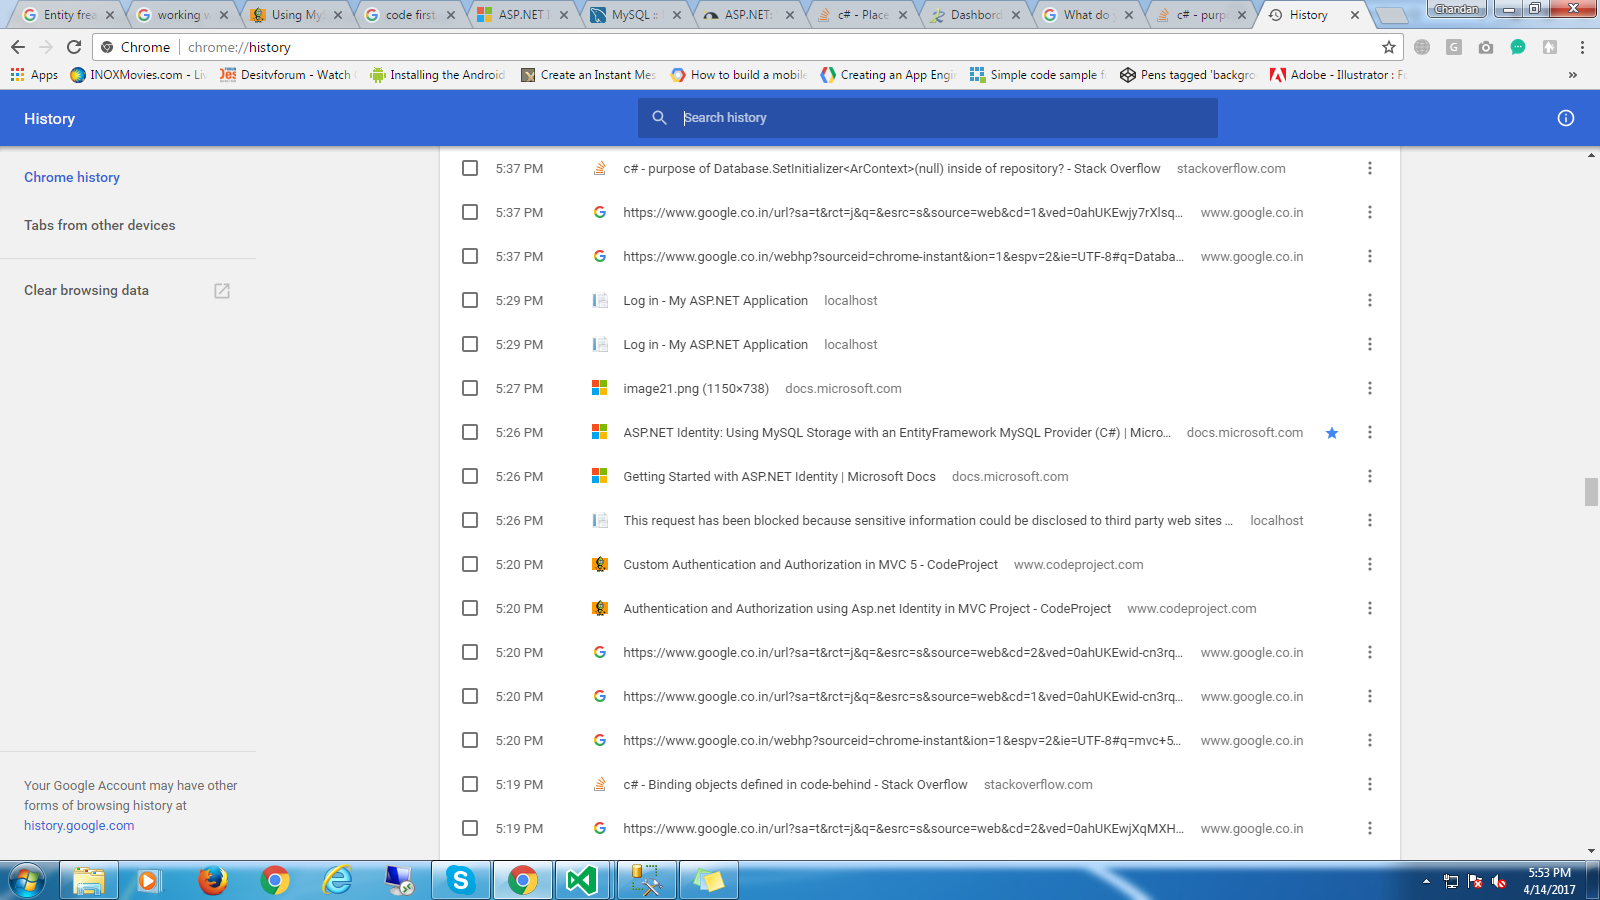 Entity frea
working w
Using My
code first
ASP.NET I
MySQL ::
ASP.NET:
c# - Place
Dashbord
What do y
c# - purp
History
Chandan
Chrome chrome://history
Apps
INOXMovies.com - Li
Desitvforum - Watch
Installing the Android
Create an Instant Mes
How to build a mobile
Creating an App Engi
Simple code sample f
Pens tagged 'backgro
Adobe - Illustrator : Fo
»
History
Search history
Chrome history
Tabs from other devices
Clear browsing data
5:37 PM c# - purpose of Database.SetInitializer<ArContext>(null) inside of repository? - Stack Overflow stackoverflow.com
5:37 PM https://www.google.co.in/url?sa=t&rct=j&q=&esrc=s&source=web&cd=1&ved=0ahUKEwjy7rXlsq... www.google.co.in
5:37 PM https://www.google.co.in/webhp?sourceid=chrome-instant&ion=1&espv=2&ie=UTF-8#q=Databa... www.google.co.in
5:29 PM Log in - My ASP.NET Application localhost
5:29 PM Log in - My ASP.NET Application localhost
5:27 PM image21.png (1150×738) docs.microsoft.com
5:26 PM ASP.NET Identity: Using MySQL Storage with an EntityFramework MySQL Provider (C#) | Micro... docs.microsoft.com
5:26 PM Getting Started with ASP.NET Identity | Microsoft Docs docs.microsoft.com
5:26 PM This request has been blocked because sensitive information could be disclosed to third party web sites ... localhost
5:20 PM Custom Authentication and Authorization in MVC 5 - CodeProject www.codeproject.com
5:20 PM Authentication and Authorization using Asp.net Identity in MVC Project - CodeProject www.codeproject.com
5:20 PM https://www.google.co.in/url?sa=t&rct=j&q=&esrc=s&source=web&cd=2&ved=0ahUKEwid-cn3rq... www.google.co.in
5:20 PM https://www.google.co.in/url?sa=t&rct=j&q=&esrc=s&source=web&cd=1&ved=0ahUKEwid-cn3rq... www.google.co.in
5:20 PM https://www.google.co.in/webhp?sourceid=chrome-instant&ion=1&espv=2&ie=UTF-8#q=mvc+5... www.google.co.in
5:19 PM c# - Binding objects defined in code-behind - Stack Overflow stackoverflow.com
5:19 PM https://www.google.co.in/url?sa=t&rct=j&q=&esrc=s&source=web&cd=2&ved=0ahUKEwjXqMXH... www.google.co.in
Your Google Account may have other
forms of browsing history at
history.google.com
5:53 PM
4/14/2017